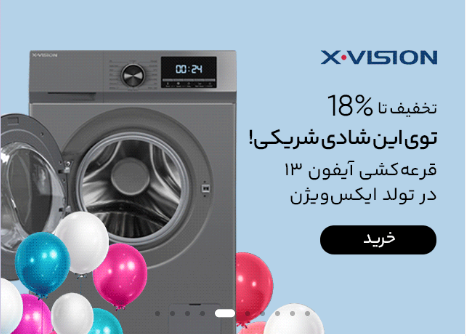 X·VISION
00:24
X·VISION
تخفیف تا 18%
توی این شادی شریکی!
قرعه‌کشی آیفون ۱۳
در تولد ایکس‌ویژن
خرید